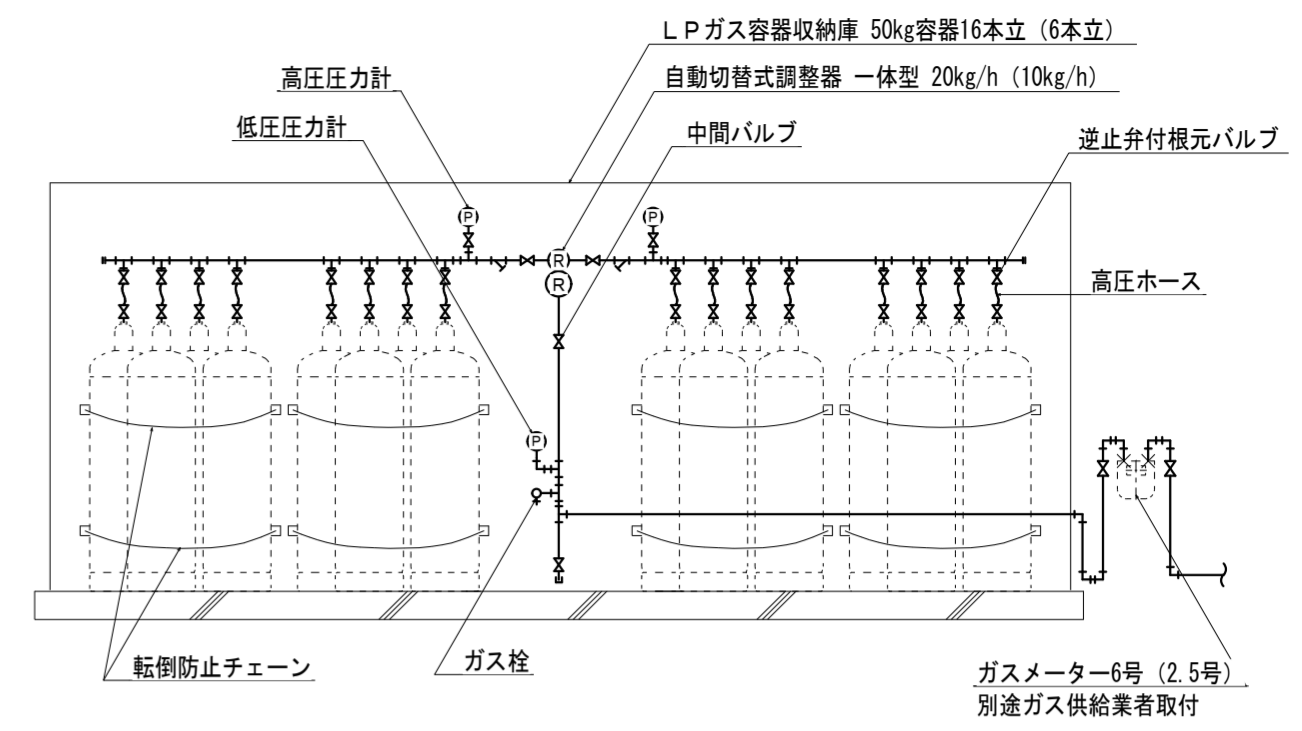 ＬＰガス容器収納庫 50kg容器16本立（6本立）
自動切替式調整器 一体型 20kg/h（10kg/h）
高圧圧力計
低圧圧力計
中間バルブ
逆止弁付根元バルブ
P
P
R
R
高圧ホース
P
転倒防止チェーン
ガス栓
ガスメーター6号（2.5号）
別途ガス供給業者取付